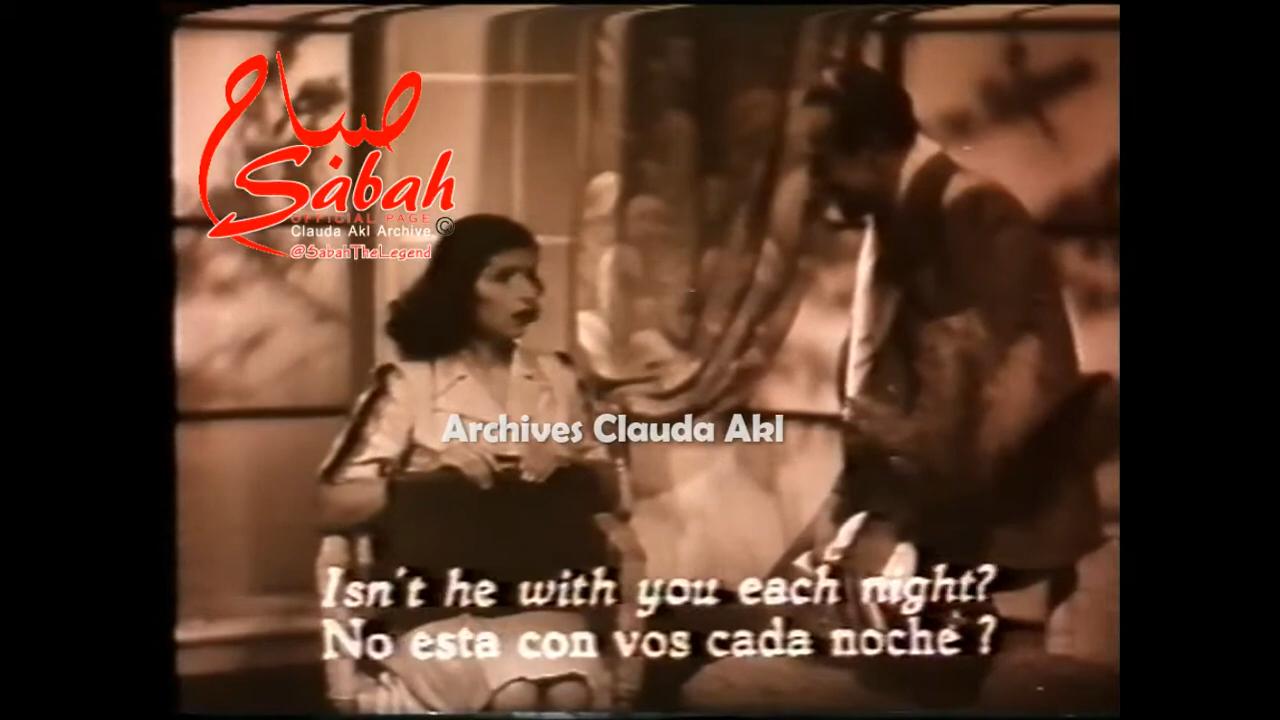 صباح
Sabah
OFFICIAL PAGE
Clauda Akl Archive ©
@SabahTheLegend
Archives Clauda Akl
Isn't he with you each night?
No esta con vos cada noche ?